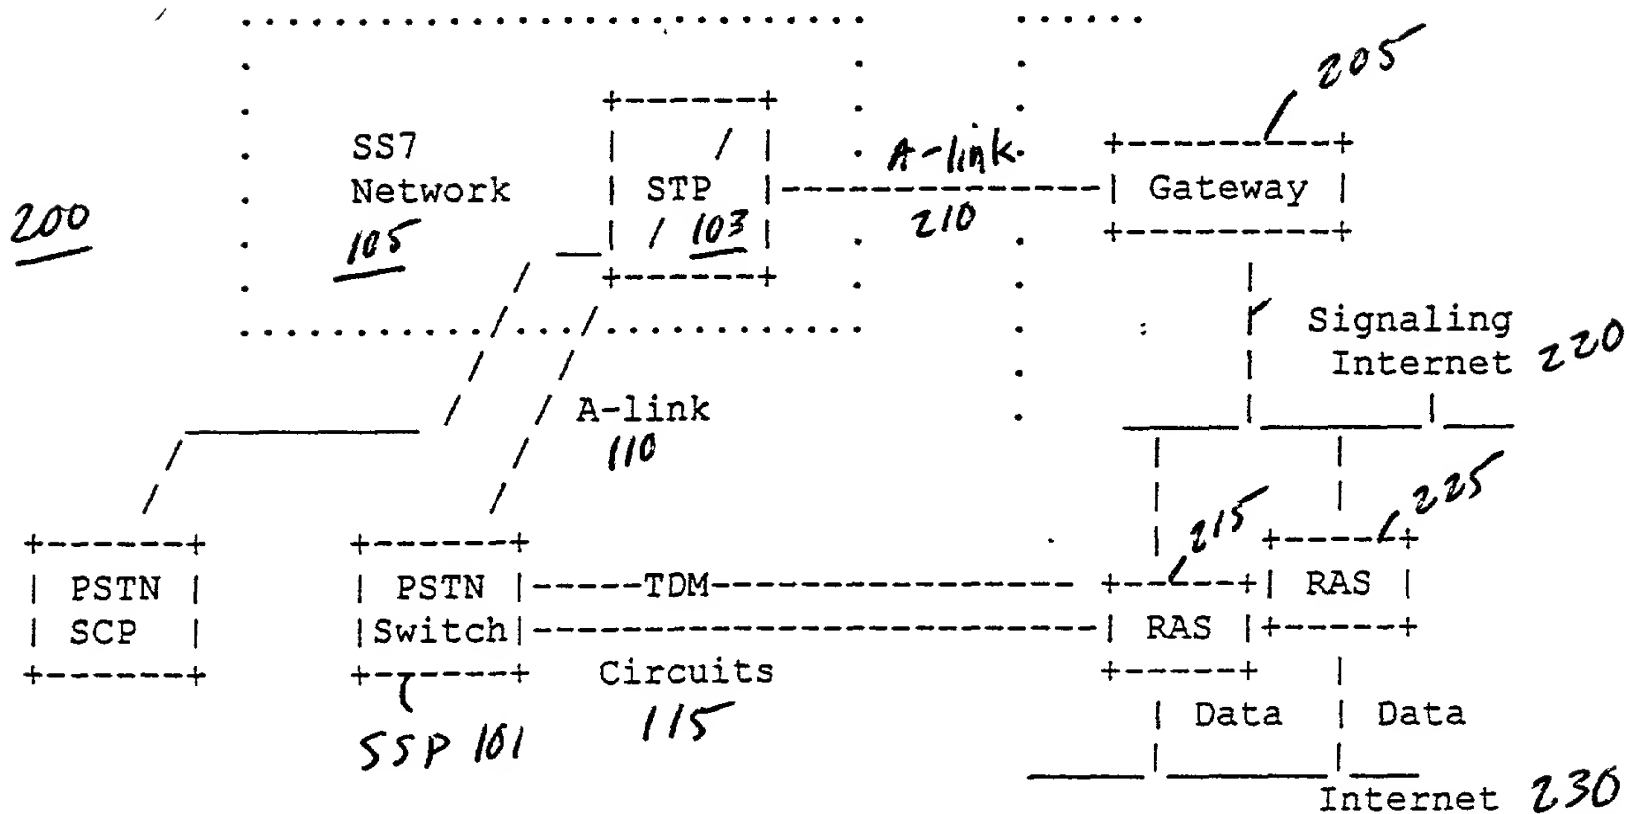 205
SS7
A-link
Network
STP
Gateway
200
105
103
210
Signaling
Internet 220
A-link
110
225
215
PSTN
PSTN
TDM
RAS
SCP
Switch
RAS
Circuits
115
Data
Data
SSP 101
Internet 230